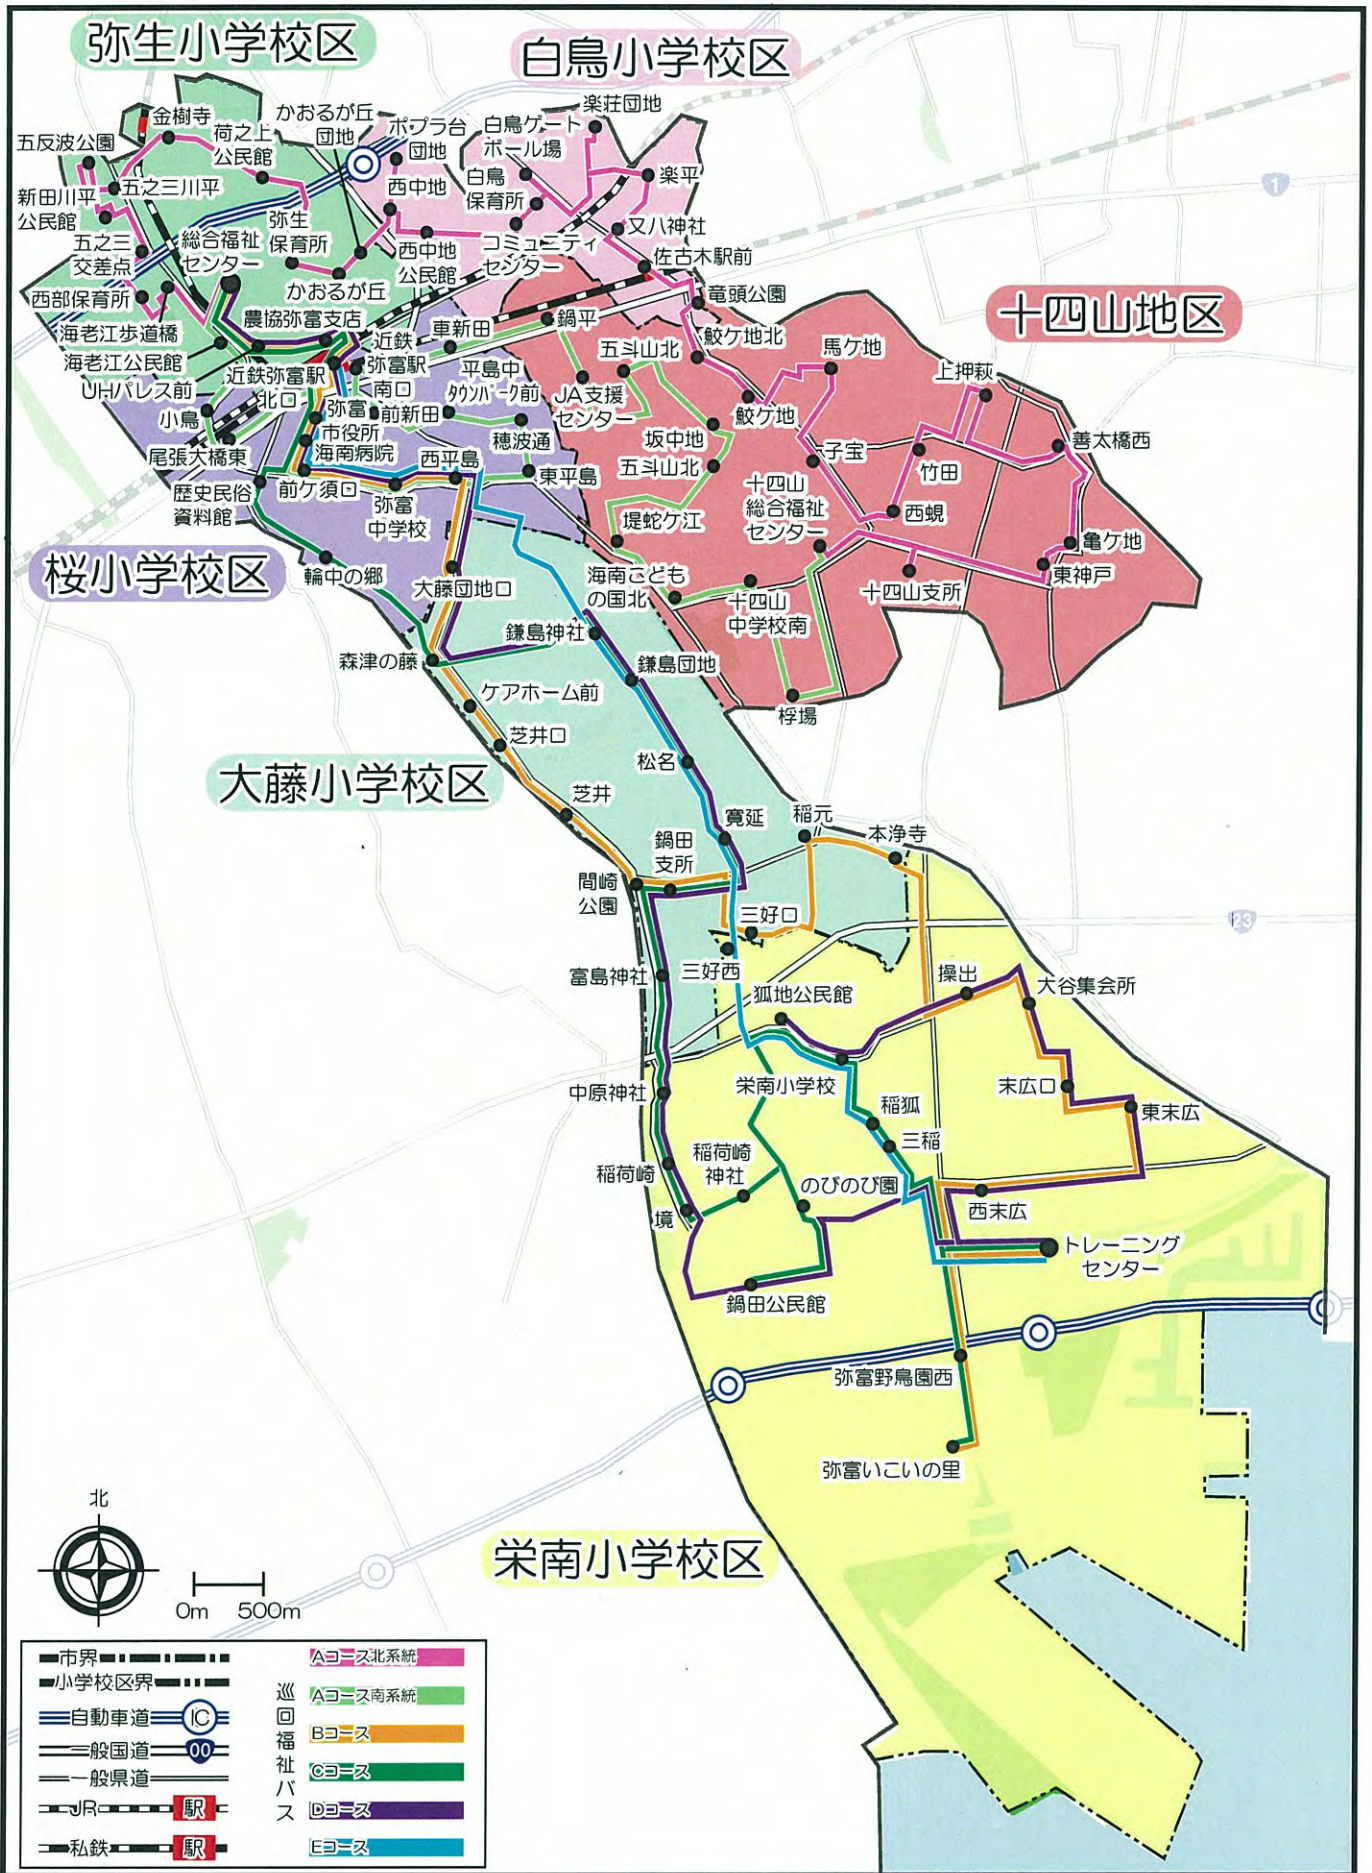 弥生小学校区
白鳥小学校区
楽荘団地
金樹寺
かおるが丘
団地
ポプラ台
団地
白鳥ゲート
ボール場
五反波公園
荷之上
公民館
白鳥
保育所
楽平
五之三川平
西中地
新田川平
公民館
弥生
保育所
又八神社
五之三
交差点
総合福祉
センター
西中地
公民館
コミュニティ
センター
佐古木駅前
西部保育所
かおるが丘
竜頭公園
海老江歩道橋
農協弥富支店
車新田
鍋平
十四山地区
海老江公民館
近鉄
弥富駅
南口
五斗山北
鮫ケ地北
馬ケ地
UHパレス前
近鉄弥富駅
北口
平島中
タウンパーク前
JA支援
センター
上押萩
小鳥
弥富
市役所
前新田
鮫ケ地
尾張大橋東
海南病院
穂波通
坂中地
子宝
善太橋西
西平島
五斗山北
竹田
歴史民俗
資料館
前ケ須口
弥富
中学校
東平島
十四山
総合福祉
センター
西蜆
堤蛇ケ江
亀ケ地
桜小学校区
輪中の郷
大藤団地口
海南こども
の国北
十四山
中学校南
十四山支所
東神戸
鎌島神社
森津の藤
鎌島団地
ケアホーム前
桴場
芝井口
松名
大藤小学校区
芝井
寛延
稲元
本浄寺
鍋田
支所
間崎
公園
三好口
23
1
富島神社
三好西
操出
狐地公民館
大谷集会所
栄南小学校
末広口
中原神社
稲狐
東末広
三稲
稲荷崎
稲荷崎
神社
のびのび園
境
西末広
トレーニング
センター
鍋田公民館
弥富野鳥園西
弥富いこいの里
北
栄南小学校区
0m 500m
市界
小学校区界
自動車道 IC
一般国道 00
一般県道
JR 駅
私鉄 駅
巡回福祉バス
Aコース北系統
Aコース南系統
Bコース
Cコース
Dコース
Eコース